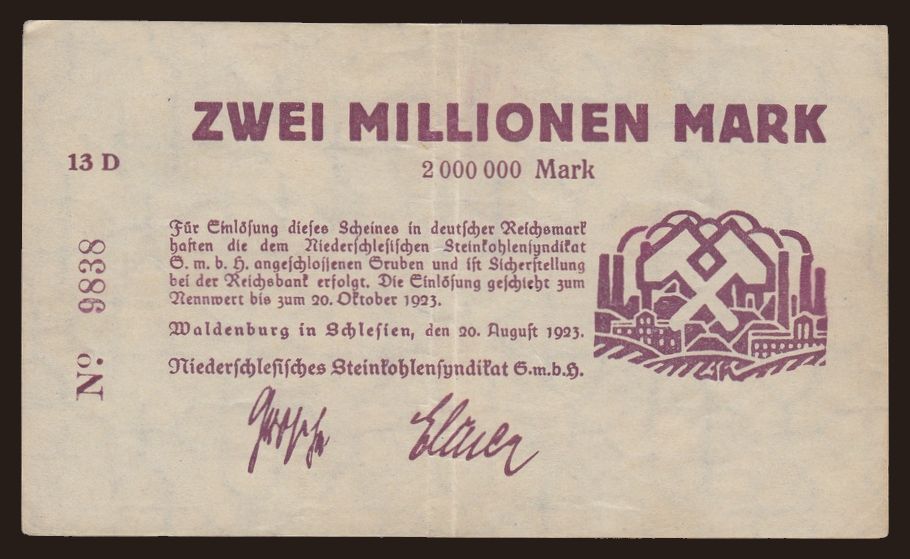 ZWEI MILLIONEN MARK
13 D
2 000 000 Mark
Für Einlösung dieses Scheines in deutscher Reichsmark
haften die dem Niederschlesischen Steinkohlensyndikat
G. m. b. H. angeschlossenen Gruben und ist Sicherstellung
bei der Reichsbank erfolgt. Die Einlösung geschieht zum
Nennwert bis zum 20. Oktober 1923.
Waldenburg in Schlesien, den 20. August 1923.
Niederschlesisches Steinkohlensyndikat G.m.b.H.
No. 9838